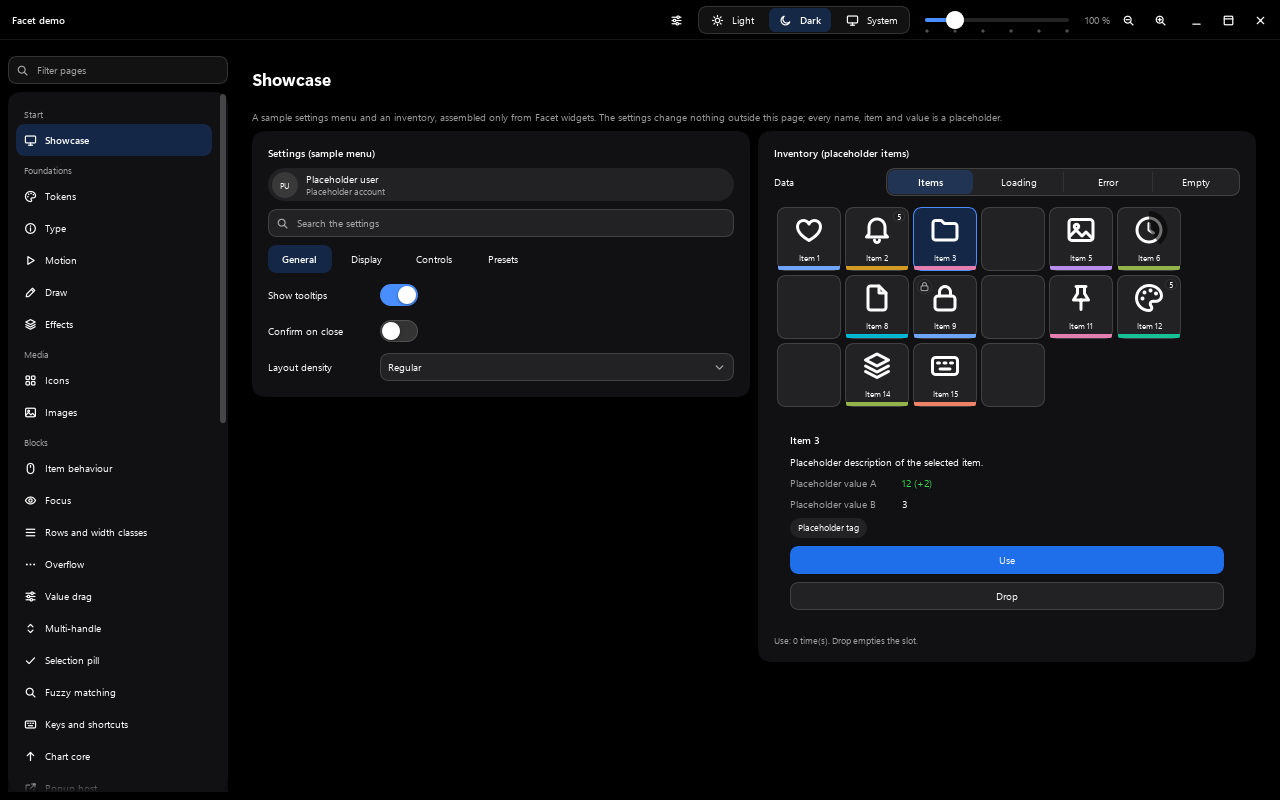 Facet demo
Light
Dark
System
100 %
Filter pages
Start
Showcase
Foundations
Tokens
Type
Motion
Draw
Effects
Media
Icons
Images
Blocks
Item behaviour
Focus
Rows and width classes
Overflow
Value drag
Multi-handle
Selection pill
Fuzzy matching
Keys and shortcuts
Chart core
Popup host
Showcase
A sample settings menu and an inventory, assembled only from Facet widgets. The settings change nothing outside this page; every name, item and value is a placeholder.
Settings (sample menu)
PU
Placeholder user
Placeholder account
Search the settings
General
Display
Controls
Presets
Show tooltips
Confirm on close
Layout density
Regular
Inventory (placeholder items)
Data
Items
Loading
Error
Empty
Item 1
5
Item 2
Item 3
Item 5
Item 6
Item 8
Item 9
Item 11
5
Item 12
Item 14
Item 15
Item 3
Placeholder description of the selected item.
Placeholder value A
12 (+2)
Placeholder value B
3
Placeholder tag
Use
Drop
Use: 0 time(s). Drop empties the slot.